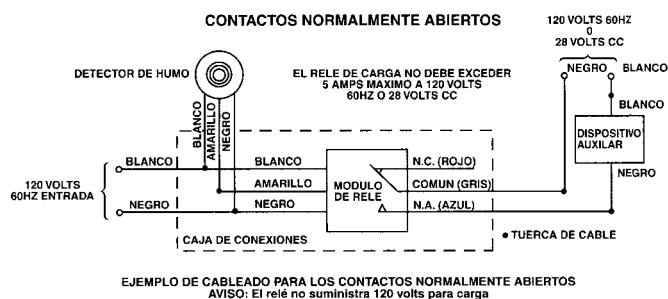 CONTACTOS NORMALMENTE ABIERTOS
120 VOLTS 60HZ
O
28 VOLTS CC
DETECTOR DE HUMO
EL RELE DE CARGA NO DEBE EXCEDER
5 AMPS MAXIMO A 120 VOLTS
60HZ O 28 VOLTS CC
NEGRO
BLANCO
BLANCO
AMARILLO
NEGRO
BLANCO
DISPOSITIVO
AUXILAR
NEGRO
120 VOLTS
60HZ ENTRADA
BLANCO
BLANCO
AMARILLO
NEGRO
NEGRO
MODULO
DE RELE
N.C. (ROJO)
COMUN (GRIS)
N.A. (AZUL)
CAJA DE CONEXIONES
TUERCA DE CABLE
EJEMPLO DE CABLEADO PARA LOS CONTACTOS NORMALMENTE ABIERTOS
AVISO: El relé no suministra 120 volts para carga